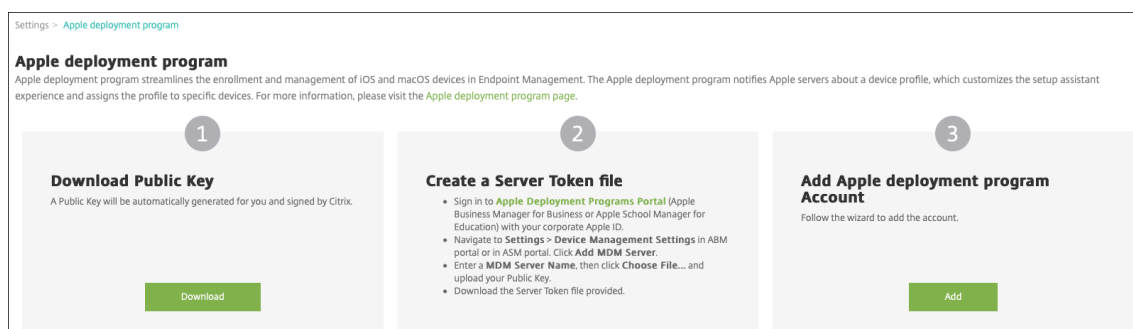 Settings > Apple deployment program
Apple deployment program
Apple deployment program streamlines the enrollment and management of iOS and macOS devices in Endpoint Management. The Apple deployment program notifies Apple servers about a device profile, which customizes the setup assistant
experience and assigns the profile to specific devices. For more information, please visit the Apple deployment program page.
1
Download Public Key
A Public Key will be automatically generated for you and signed by Citrix.
Download
2
Create a Server Token file
• Sign in to Apple Deployment Programs Portal (Apple
Business Manager for Business or Apple School Manager for
Education) with your corporate Apple ID.
• Navigate to Settings > Device Management Settings in ABM
portal or in ASM portal. Click Add MDM Server.
• Enter a MDM Server Name, then click Choose File... and
upload your Public Key.
• Download the Server Token file provided.
3
Add Apple deployment program
Account
Follow the wizard to add the account.
Add